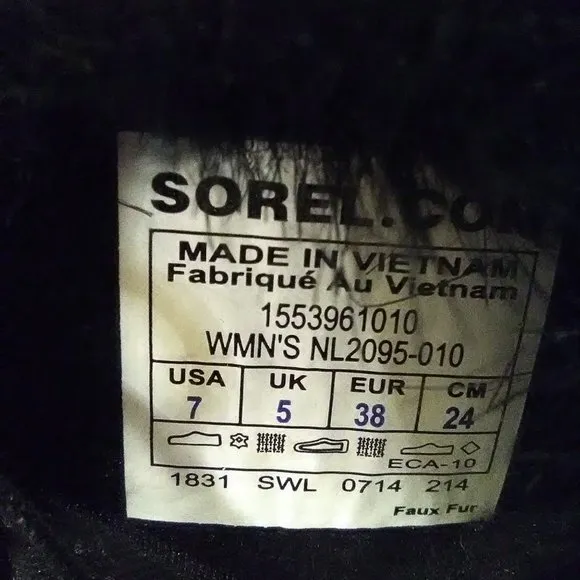 SOREL.COM
MADE IN VIETNAM
Fabriqué Au Vietnam
1553961010
WMN'S NL2095-010
USA UK EUR CM
7 5 38 24
ECA-10
1831 SWL 0714 214
Faux Fur